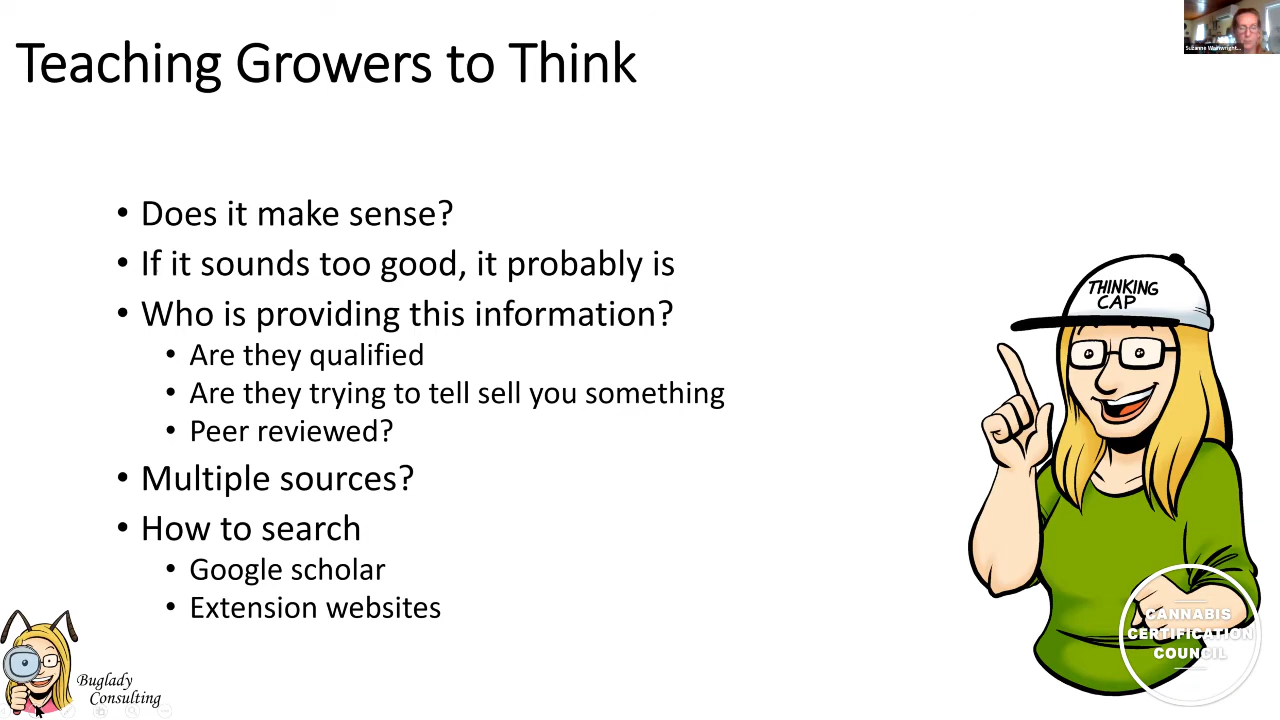 Teaching Growers to Think
Suzanne Wainwright...
• Does it make sense?
• If it sounds too good, it probably is
• Who is providing this information?
• Are they qualified
• Are they trying to tell sell you something
• Peer reviewed?
• Multiple sources?
• How to search
• Google scholar
• Extension websites
THINKING
CAP
CANNABIS
CERTIFICATION
COUNCIL
Buglady
Consulting